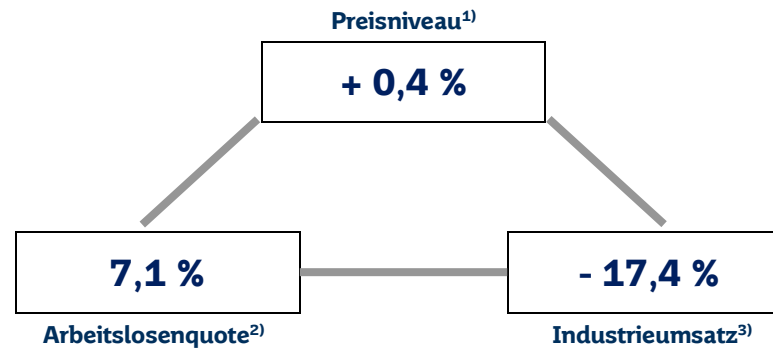 Preisniveau¹⁾
+ 0,4 %
7,1 %
- 17,4 %
Arbeitslosenquote²⁾
Industrieumsatz³⁾